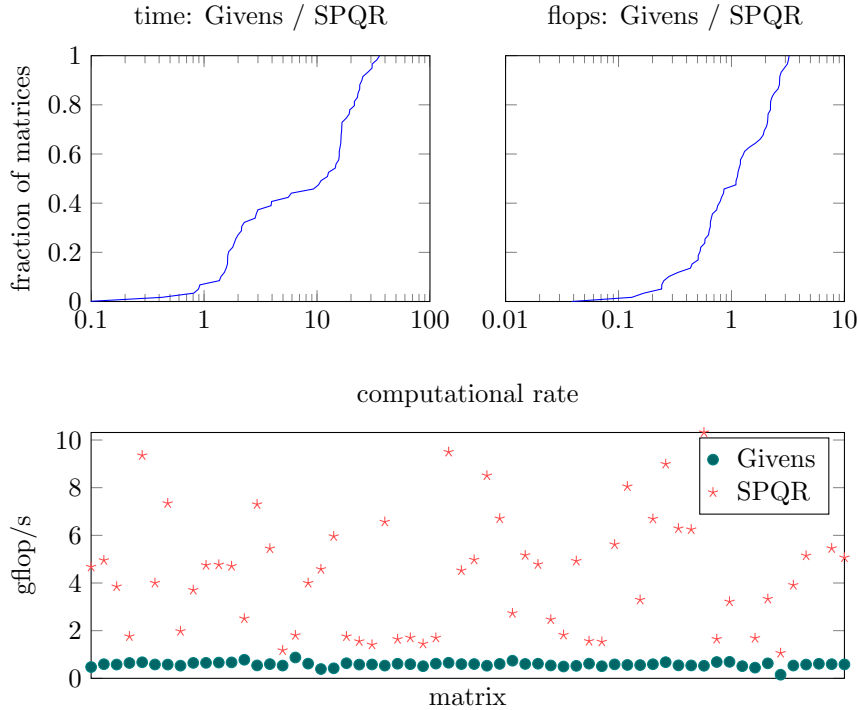 time: Givens / SPQR
flops: Givens / SPQR
fraction of matrices
1
0.8
0.6
0.4
0.2
0
0.1
1
10
100
0.01
0.1
1
10
computational rate
gflop/s
10
8
6
4
2
0
Givens
SPQR
matrix